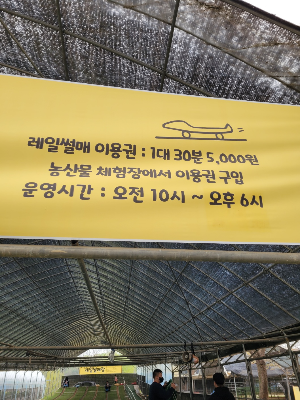 레일썰매 이용권 : 1대 30분 5,000원
농산물 체험장에서 이용권 구입
운영시간 : 오전 10시 ~ 오후 6시